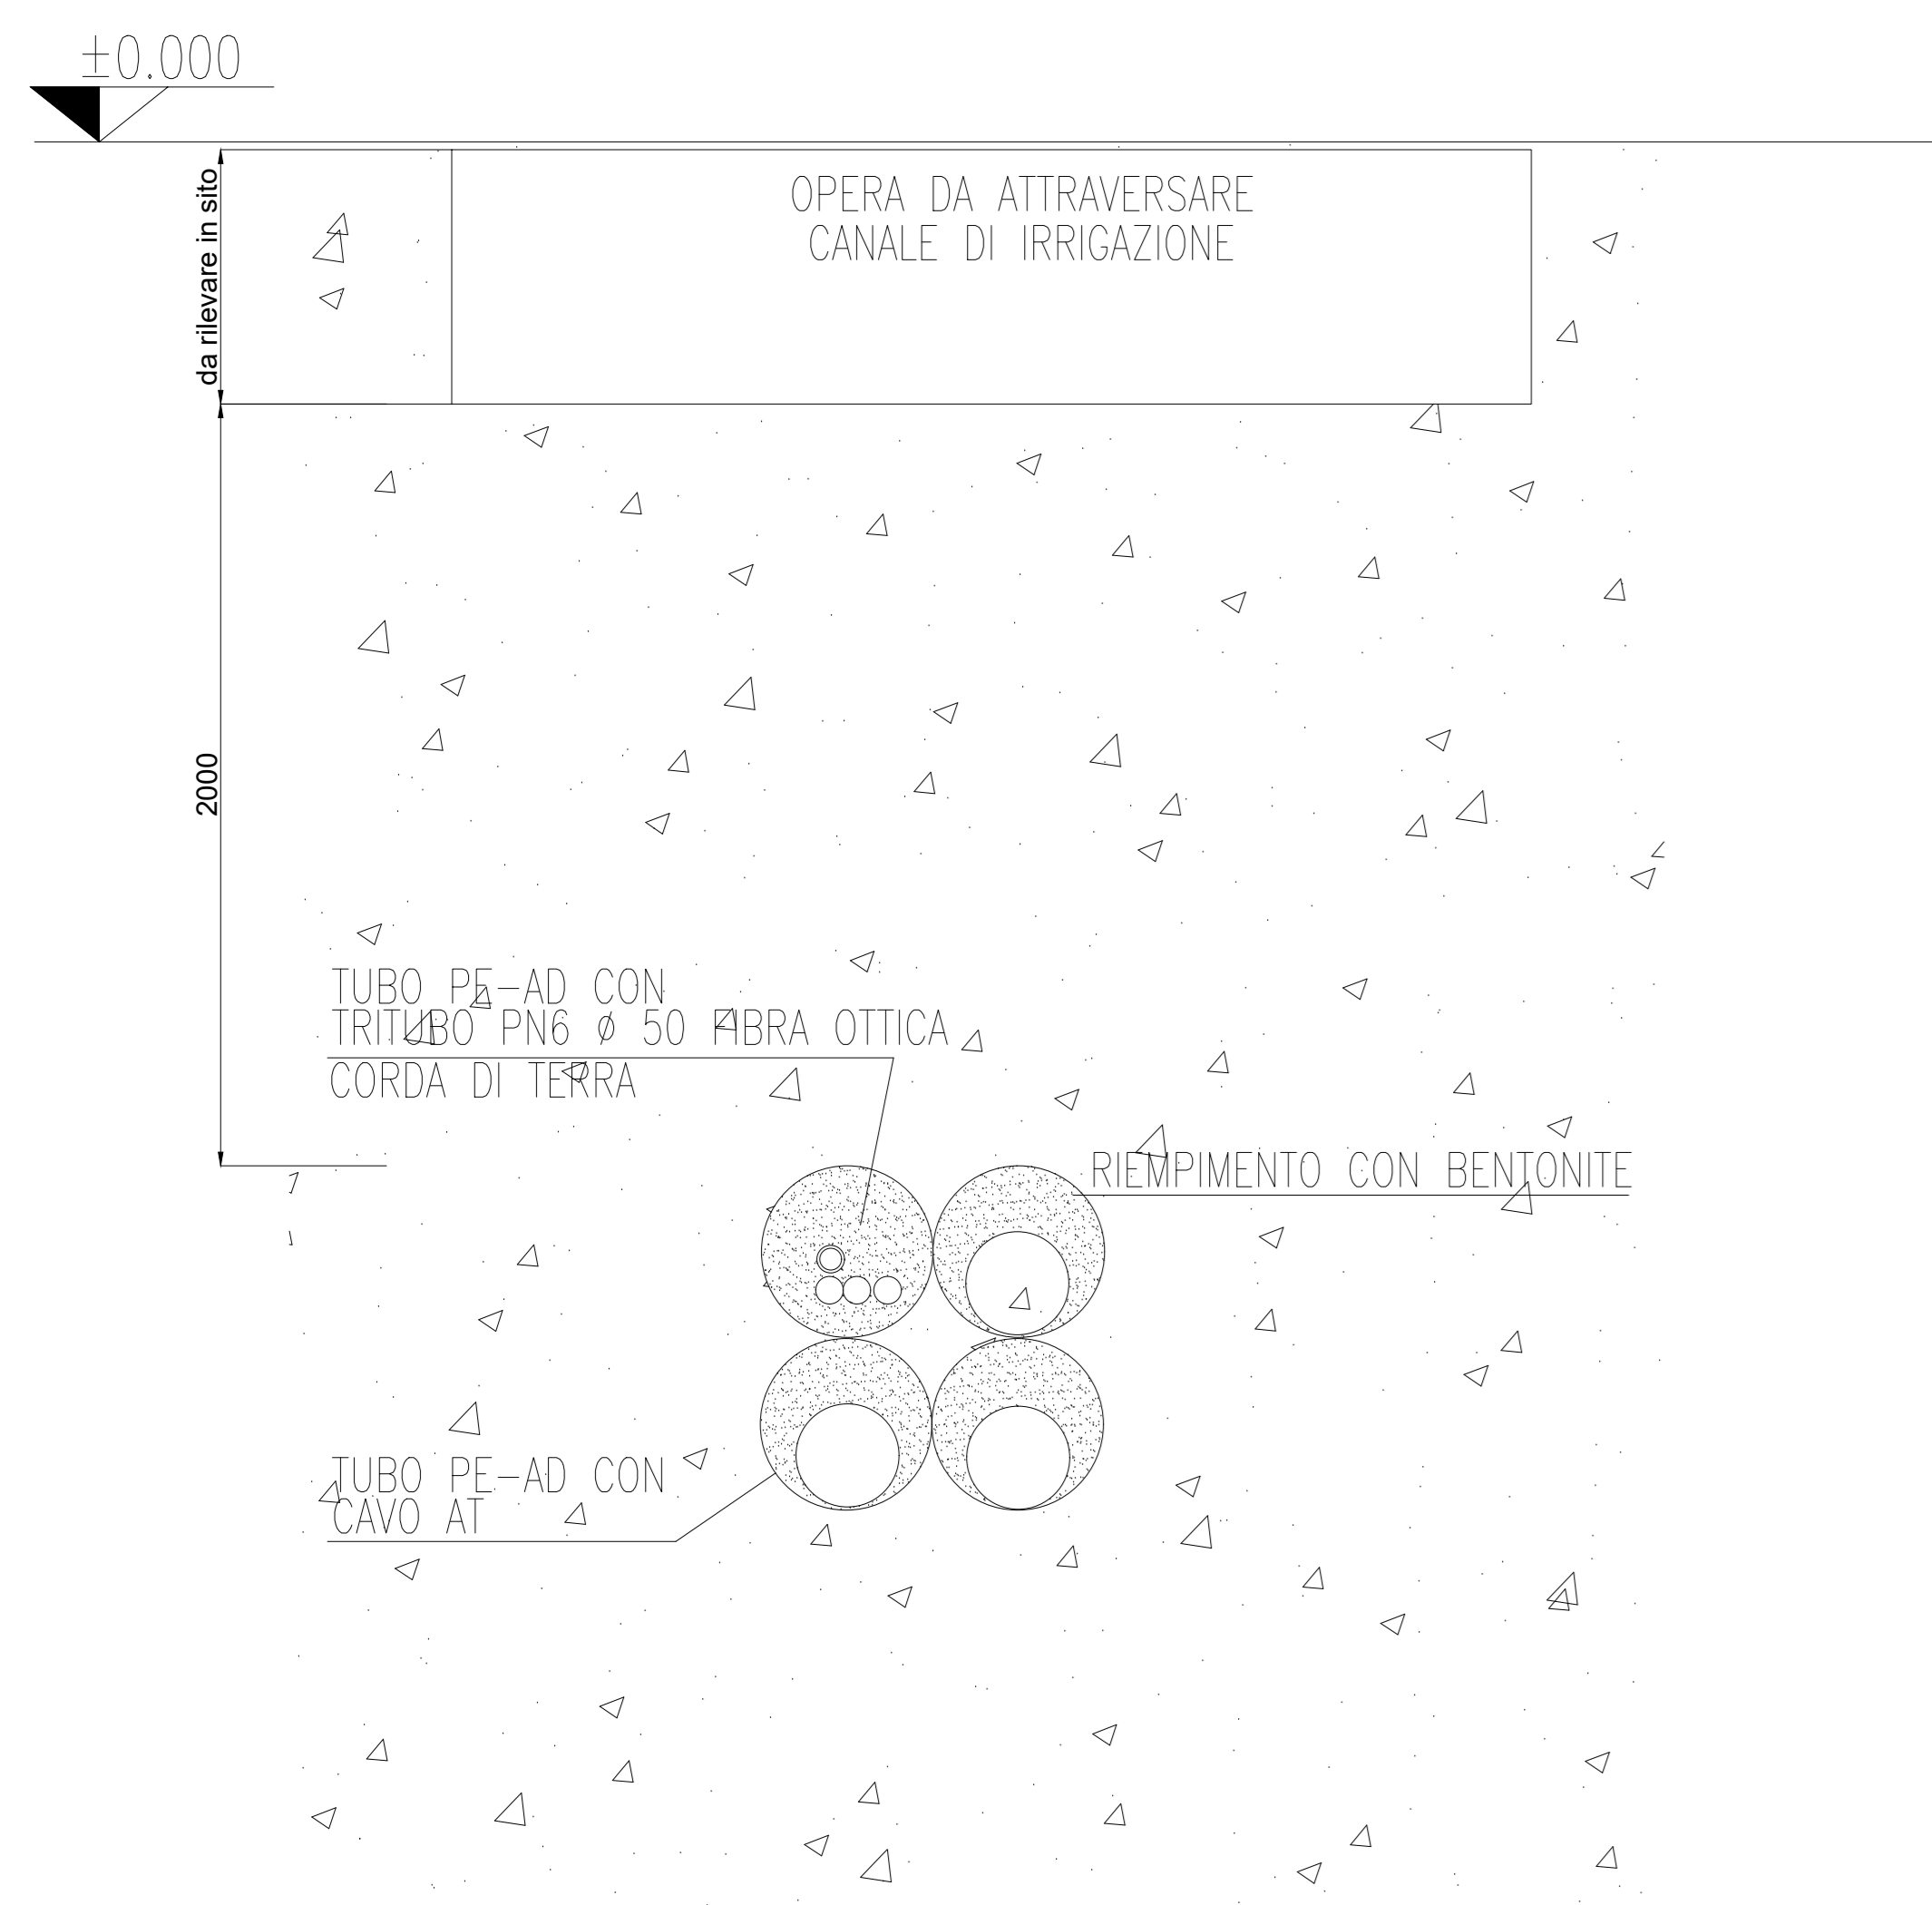 ±0.000
OPERA DA ATTRAVERSARE
CANALE DI IRRIGAZIONE
da rilevare in sito
2000
TUBO PE-AD CON
TRITUBO PN6 ø 50 FIBRA OTTICA
CORDA DI TERRA
RIEMPIMENTO CON BENTONITE
TUBO PE-AD CON
CAVO AT